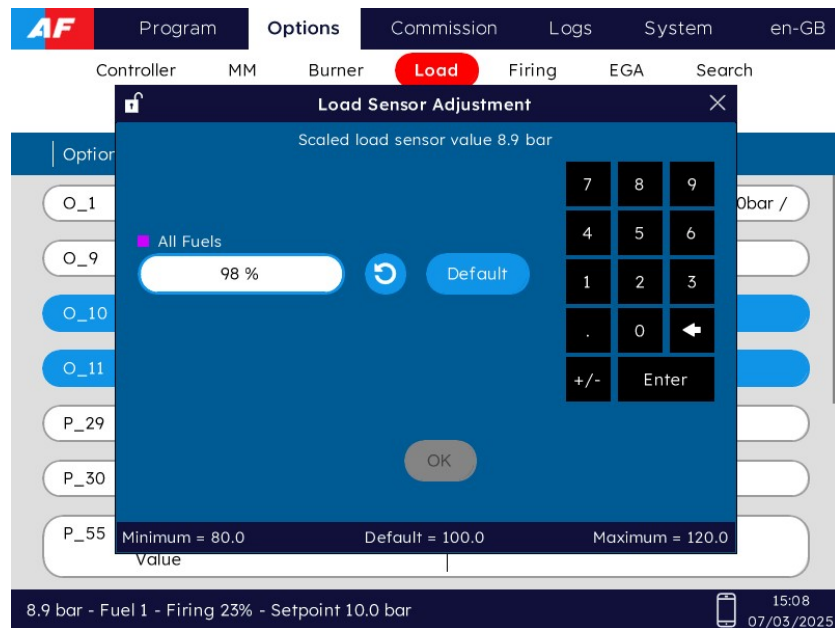 AF Program Options Commission Logs System en-GB
Controller MM Burner Load Firing EGA Search
Load Sensor Adjustment
Scaled load sensor value 8.9 bar
Option
O_1 0bar /
O_9
O_10
O_11
P_29
P_30
P_55
Value
All Fuels
98 %
Default
7 8 9
4 5 6
1 2 3
. 0
+/- Enter
OK
Minimum = 80.0 Default = 100.0 Maximum = 120.0
8.9 bar - Fuel 1 - Firing 23% - Setpoint 10.0 bar
15:08
07/03/2025